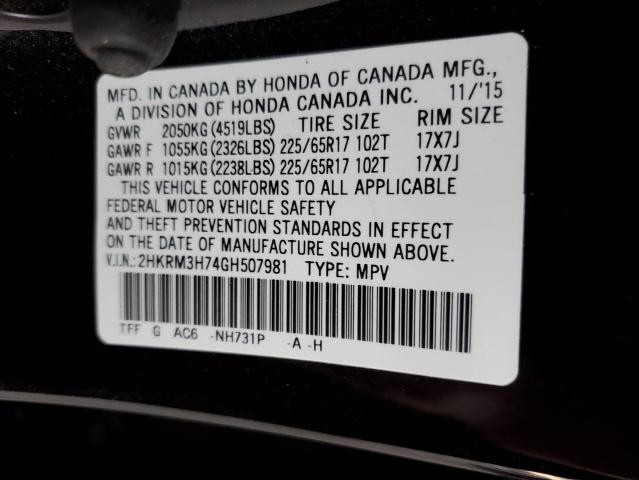 MFD. IN CANADA BY HONDA OF CANADA MFG.,
A DIVISION OF HONDA CANADA INC. 11/'15
GVWR 2050KG(4519LBS) TIRE SIZE RIM SIZE
GAWR F 1055KG(2326LBS) 225/65R17 102T 17X7J
GAWR R 1015KG(2238LBS) 225/65R17 102T 17X7J
THIS VEHICLE CONFORMS TO ALL APPLICABLE
FEDERAL MOTOR VEHICLE SAFETY
AND THEFT PREVENTION STANDARDS IN EFFECT
ON THE DATE OF MANUFACTURE SHOWN ABOVE.
V.I.N.: 2HKRM3H74GH507981 TYPE: MPV
TFF G AC6 -NH731P -A -H